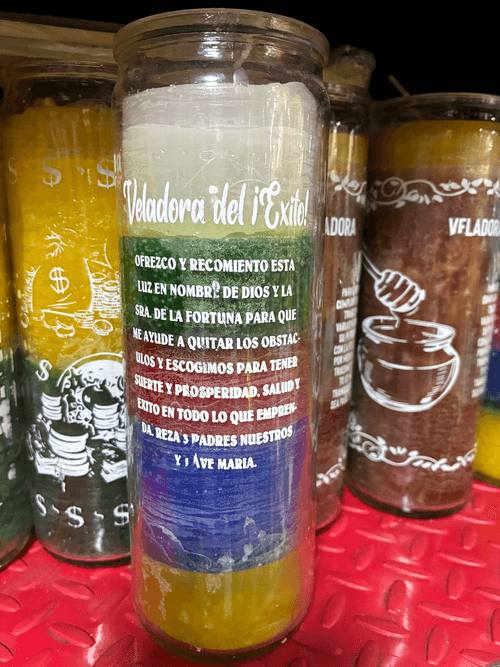 Veladora del ¡Exito!
OFREZCO Y RECOMIENTO ESTA
LUZ EN NOMBRE DE DIOS Y LA
SRA. DE LA FORTUNA PARA QUE
ME AYUDE A QUITAR LOS OBSTAC-
ULOS Y ESCOGIMOS PARA TENER
SUERTE Y PROSPERIDAD, SALUD Y
EXITO EN TODO LO QUE EMPREN-
DA. REZA 3 PADRES NUESTROS
Y 3 AVE MARIA.
ADORA
VELADORA
$ $ $
$
$
$ $ $